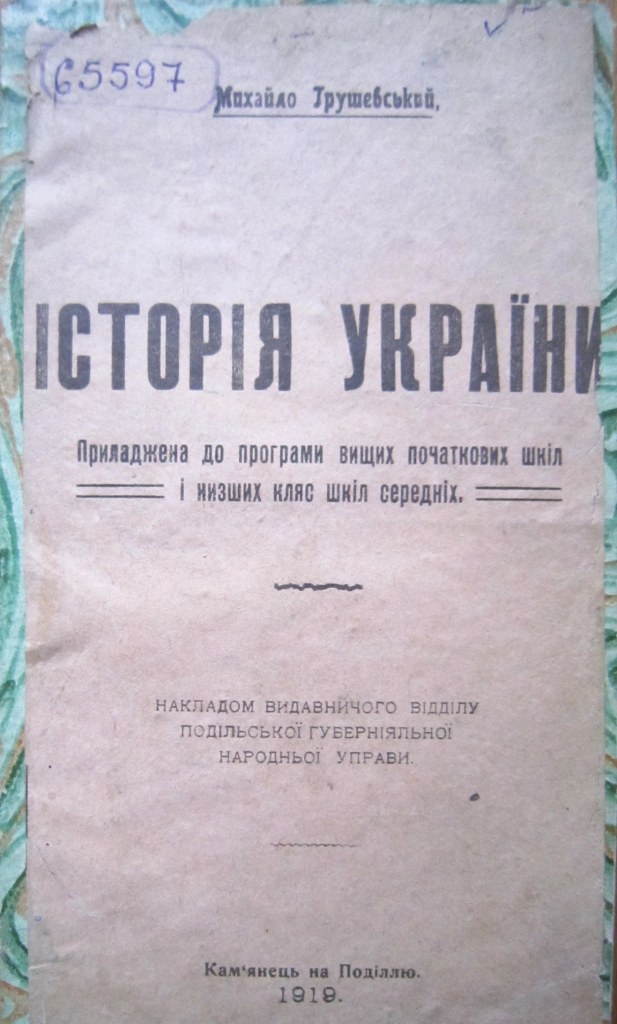 65597
Михайло Грушевський,
ІСТОРІЯ УКРАЇНИ
Приладжена до програми вищих початкових шкіл
і низших кляс шкіл середніх.
НАКЛАДОМ ВИДАВНИЧОГО ВІДДІЛУ
ПОДІЛЬСЬКОЇ ГУБЕРНІЯЛЬНОЇ
НАРОДНЬОЇ УПРАВИ.
Кам'янець на Поділлю.
1919.